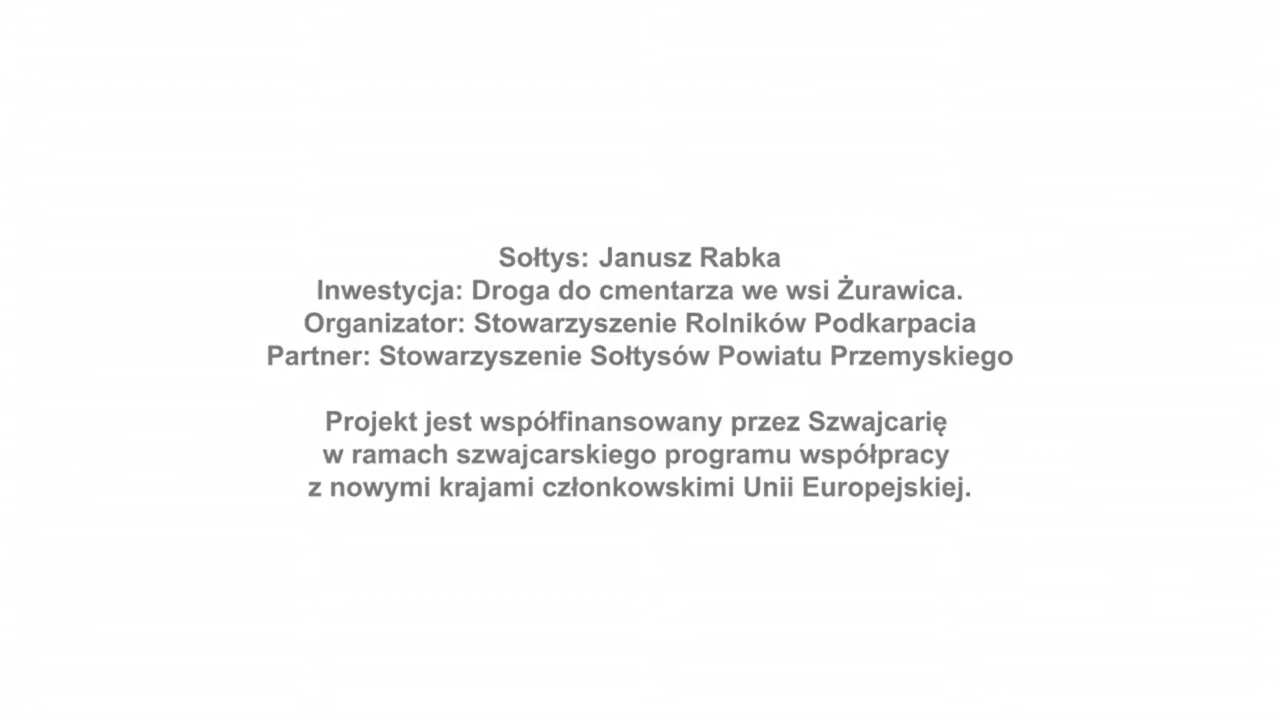 Sołtys: Janusz Rabka
Inwestycja: Droga do cmentarza we wsi Żurawica.
Organizator: Stowarzyszenie Rolników Podkarpacia
Partner: Stowarzyszenie Sołtysów Powiatu Przemyskiego
Projekt jest współfinansowany przez Szwajcarię
w ramach szwajcarskiego programu współpracy
z nowymi krajami członkowskimi Unii Europejskiej.